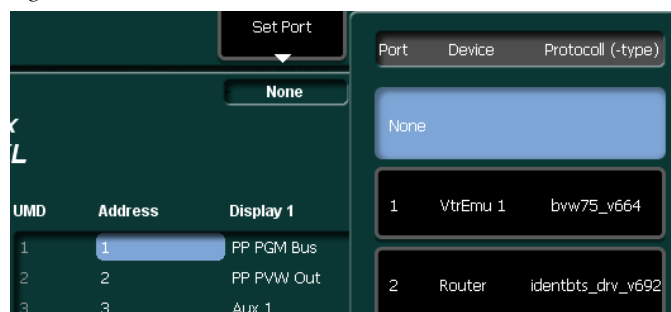 Set Port
None
L
UMD Address Display 1
1 1 PP PGM Bus
2 2 PP PVW Out
3 3 Aux 1
Port Device Protocoll (-type)
None
1 VtrEmu 1 bvw75_v664
2 Router identbts_drv_v692